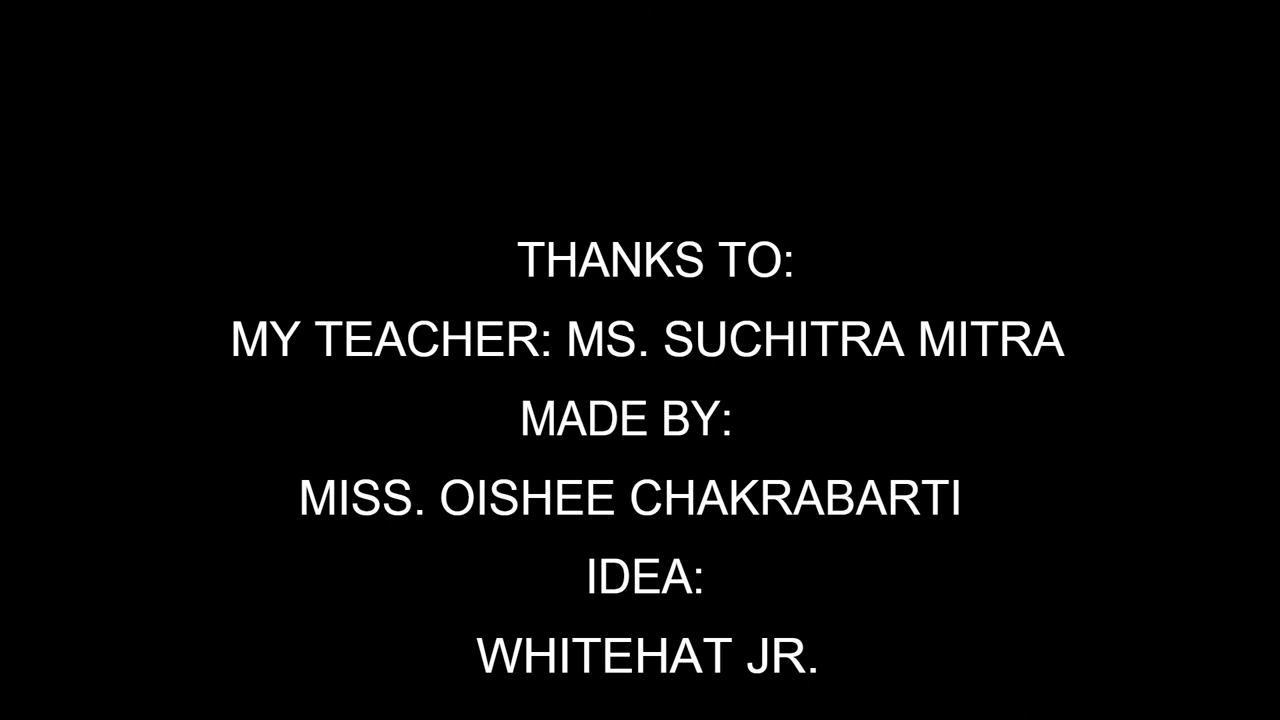 THANKS TO:
MY TEACHER: MS. SUCHITRA MITRA
MADE BY:
MISS. OISHEE CHAKRABARTI
IDEA:
WHITEHAT JR.